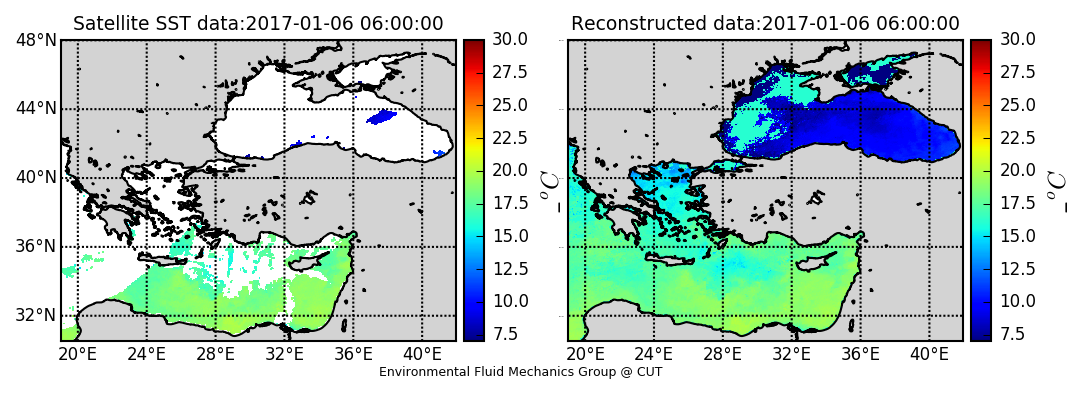 Satellite SST data:2017-01-06 06:00:00
48°N
44°N
40°N
36°N
32°N
20°E 24°E 28°E 32°E 36°E 40°E
30.0
27.5
25.0
22.5
20.0
17.5
15.0
12.5
10.0
7.5
_ °C
Reconstructed data:2017-01-06 06:00:00
20°E 24°E 28°E 32°E 36°E 40°E
30.0
27.5
25.0
22.5
20.0
17.5
15.0
12.5
10.0
7.5
_ °C
Environmental Fluid Mechanics Group @ CUT